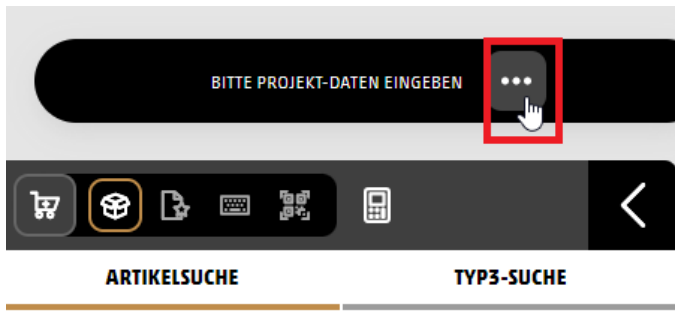 BITTE PROJEKT-DATEN EINGEBEN
ARTIKELSUCHE
TYP3-SUCHE